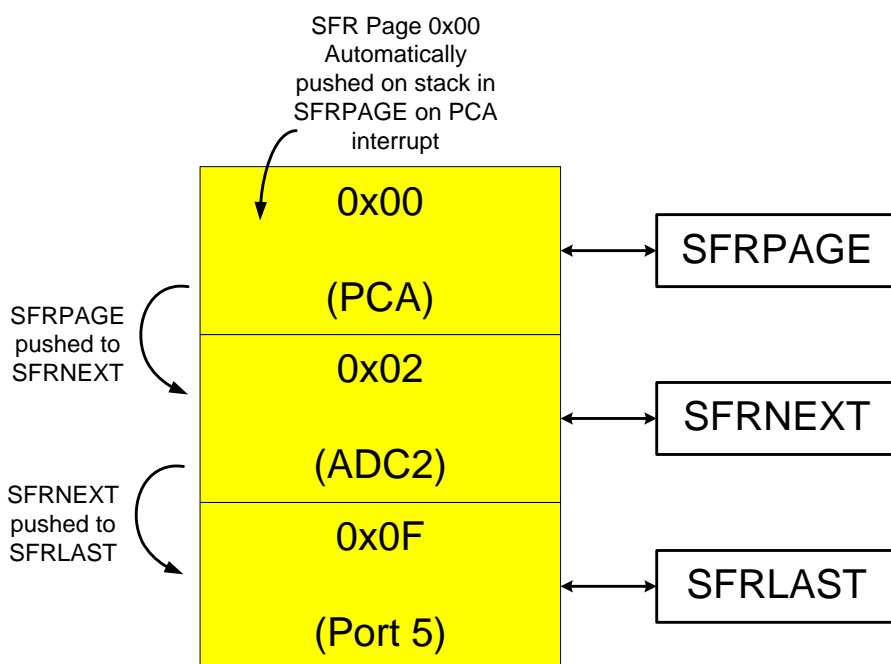 SFR Page 0x00
Automatically
pushed on stack in
SFRPAGE on PCA
interrupt
0x00
(PCA)
SFRPAGE
SFRPAGE
pushed to
SFRNEXT
0x02
(ADC2)
SFRNEXT
SFRNEXT
pushed to
SFRLAST
0x0F
(Port 5)
SFRLAST